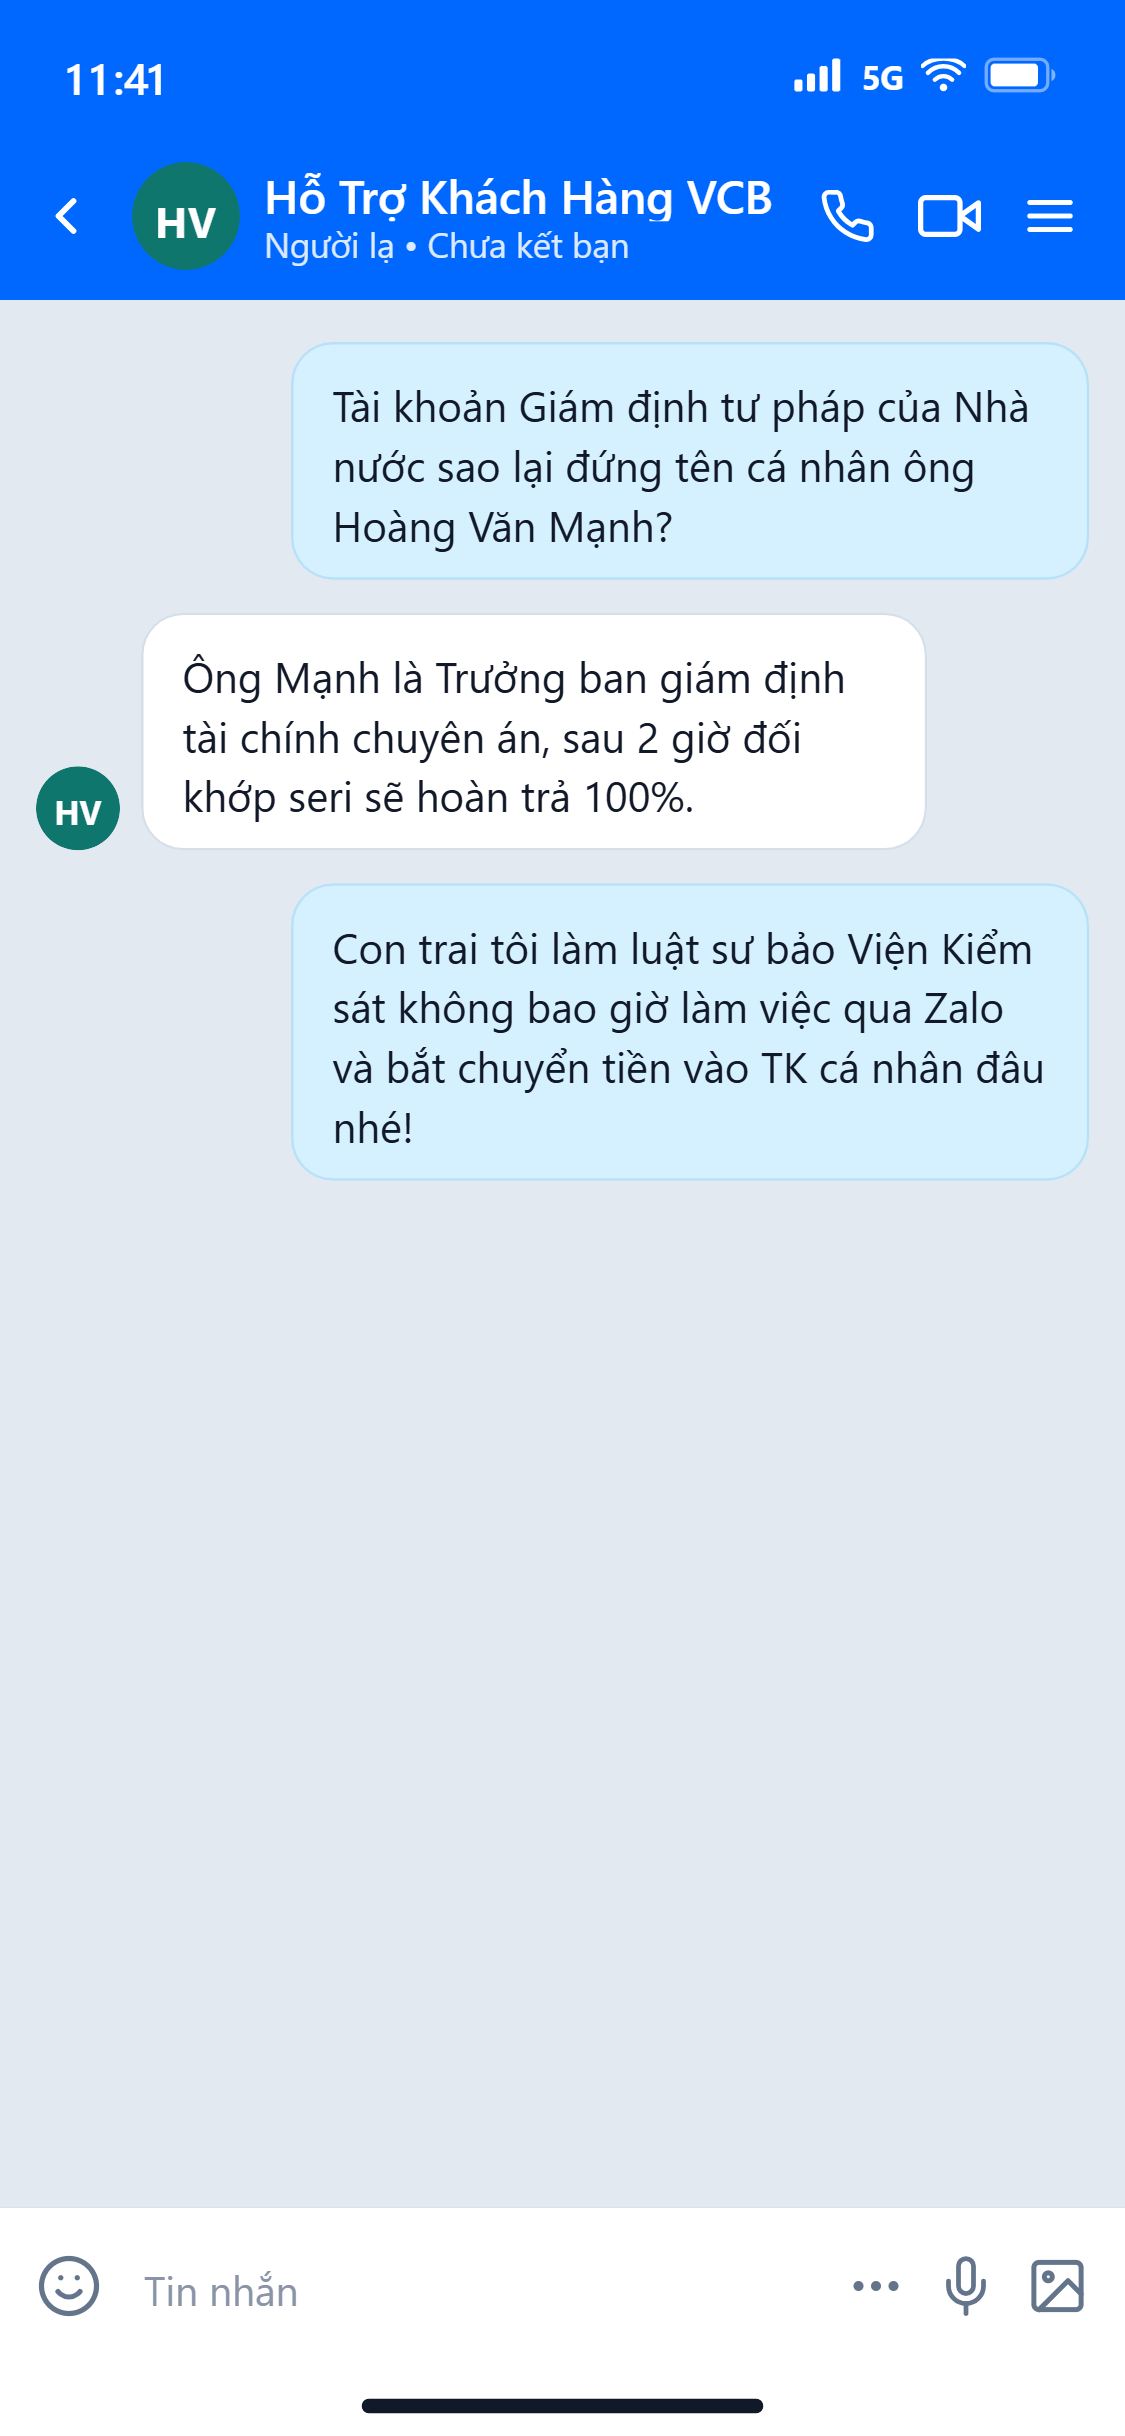 11:41
5G
HV
Hỗ Trợ Khách Hàng VCB
Người lạ • Chưa kết bạn
Tài khoản Giám định tư pháp của Nhà
nước sao lại đứng tên cá nhân ông
Hoàng Văn Mạnh?
Ông Mạnh là Trưởng ban giám định
tài chính chuyên án, sau 2 giờ đối
khớp seri sẽ hoàn trả 100%.
HV
Con trai tôi làm luật sư bảo Viện Kiểm
sát không bao giờ làm việc qua Zalo
và bắt chuyển tiền vào TK cá nhân đâu
nhé!
Tin nhắn